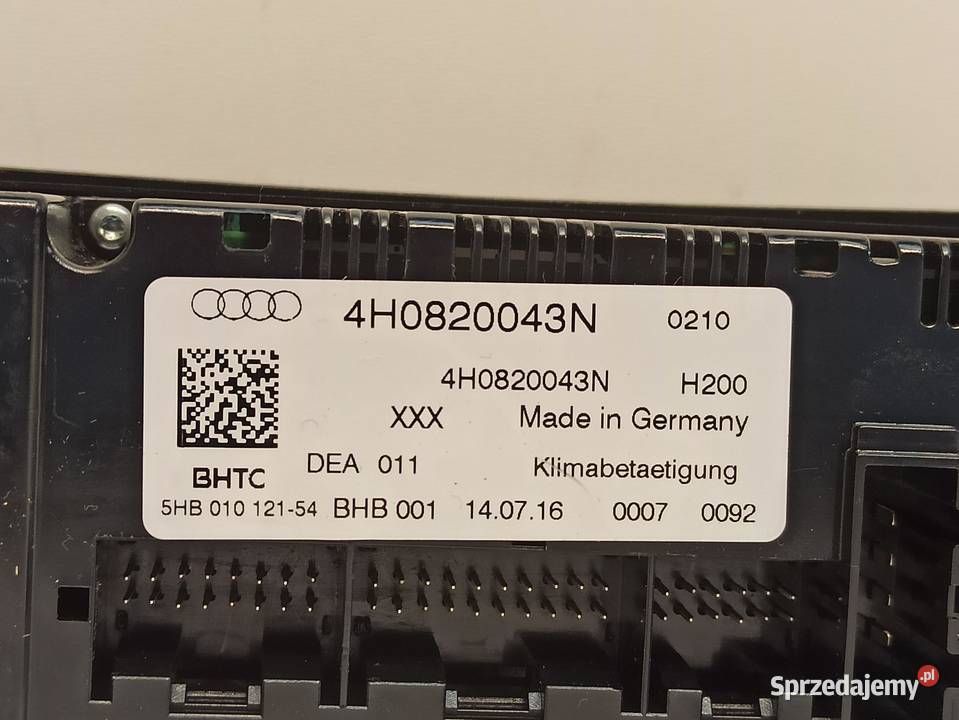 4H0820043N 0210
4H0820043N H200
XXX Made in Germany
BHTC DEA 011 Klimabetaetigung
5HB 010 121-54 BHB 001 14.07.16 0007 0092
Sprzedajemy.pl